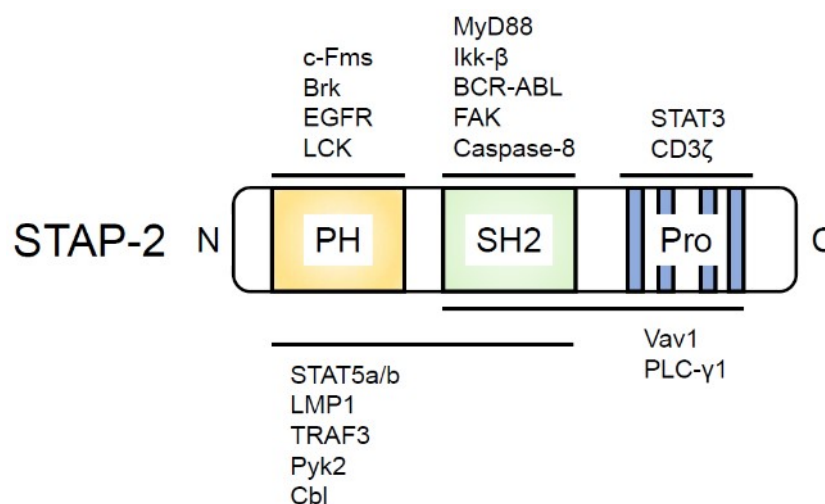 c-Fms
Brk
EGFR
LCK
MyD88
Ikk-β
BCR-ABL
FAK
Caspase-8
STAT3
CD3ζ
STAP-2
N
PH
SH2
Pro
C
Vav1
PLC-γ1
STAT5a/b
LMP1
TRAF3
Pyk2
Cbl